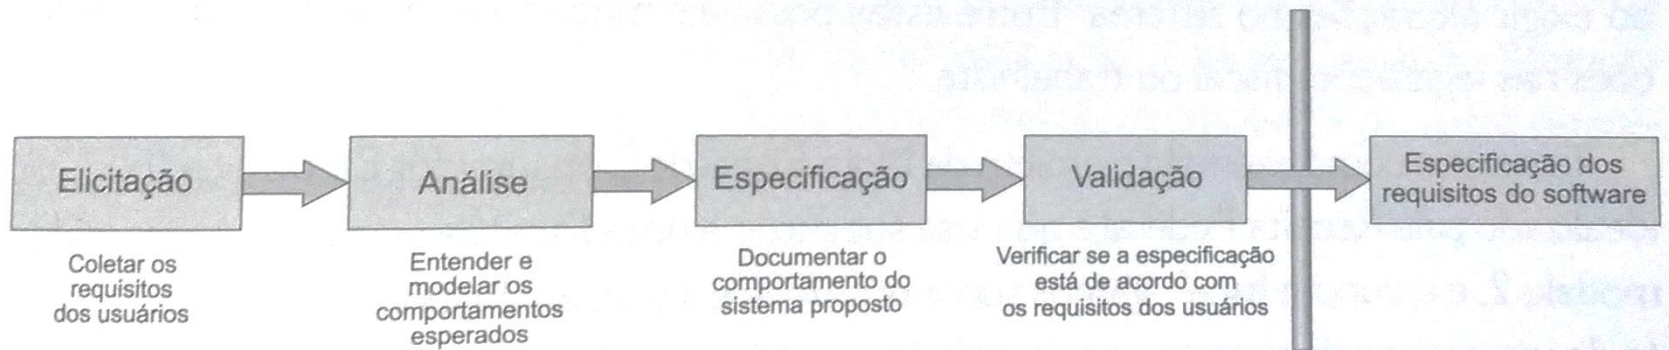 Elicitação
Coletar os
requisitos
dos usuários
Análise
Entender e
modelar os
comportamentos
esperados
Especificação
Documentar o
comportamento do
sistema proposto
Validação
Verificar se a especificação
está de acordo com
os requisitos dos usuários
Especificação dos
requisitos do software